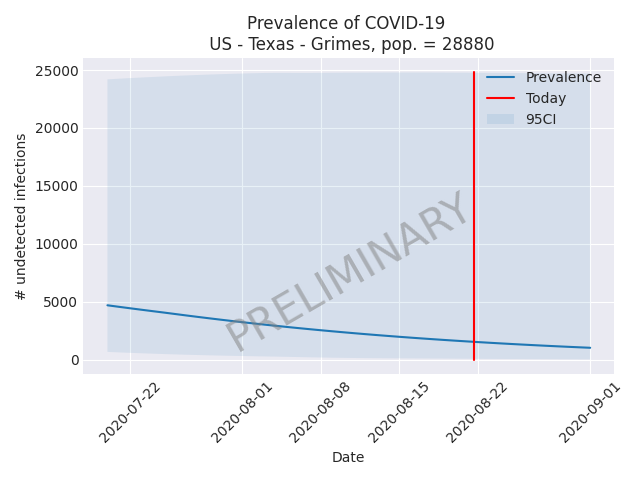 Prevalence of COVID-19
US - Texas - Grimes, pop. = 28880
25000
20000
15000
10000
5000
0
# undetected infections
Prevalence
Today
95CI
PRELIMINARY
2020-07-22
2020-08-01
2020-08-08
2020-08-15
2020-08-22
2020-09-01
Date